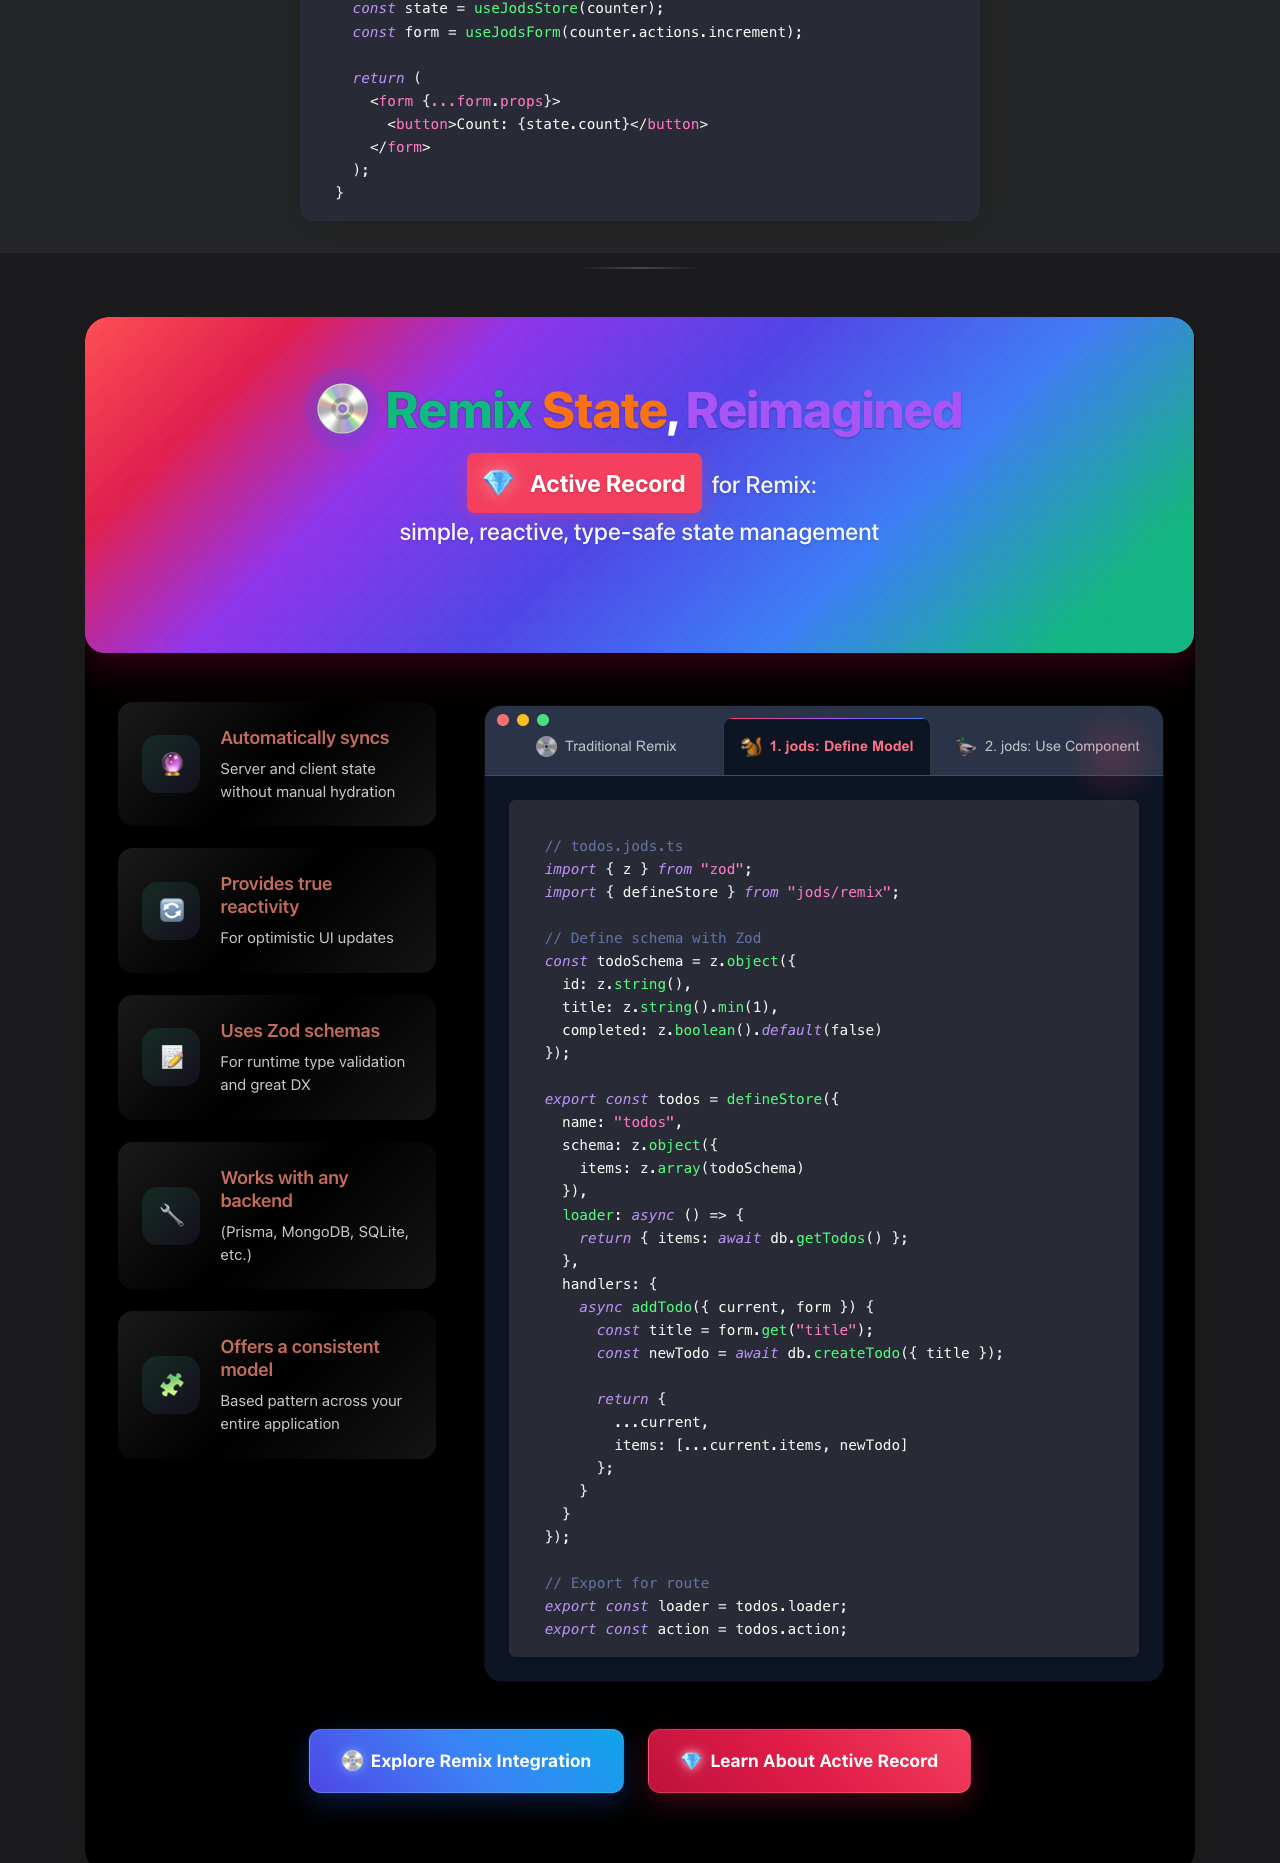 const state = useJodsStore(counter);
const form = useJodsForm(counter.actions.increment);
return (
<form {...form.props}>
<button>Count: {state.count}</button>
</form>
);
}
Remix State, Reimagined
Active Record for Remix:
simple, reactive, type-safe state management
Automatically syncs
Server and client state
without manual hydration
Provides true
reactivity
For optimistic UI updates
Uses Zod schemas
For runtime type validation
and great DX
Works with any
backend
(Prisma, MongoDB, SQLite,
etc.)
Offers a consistent
model
Based pattern across your
entire application
Traditional Remix
1. jods: Define Model
2. jods: Use Component
// todos.jods.ts
import { z } from "zod";
import { defineStore } from "jods/remix";
// Define schema with Zod
const todoSchema = z.object({
id: z.string(),
title: z.string().min(1),
completed: z.boolean().default(false)
});
export const todos = defineStore({
name: "todos",
schema: z.object({
items: z.array(todoSchema)
}),
loader: async () => {
return { items: await db.getTodos() };
},
handlers: {
async addTodo({ current, form }) {
const title = form.get("title");
const newTodo = await db.createTodo({ title });
return {
...current,
items: [...current.items, newTodo]
};
}
}
});
// Export for route
export const loader = todos.loader;
export const action = todos.action;
Explore Remix Integration
Learn About Active Record